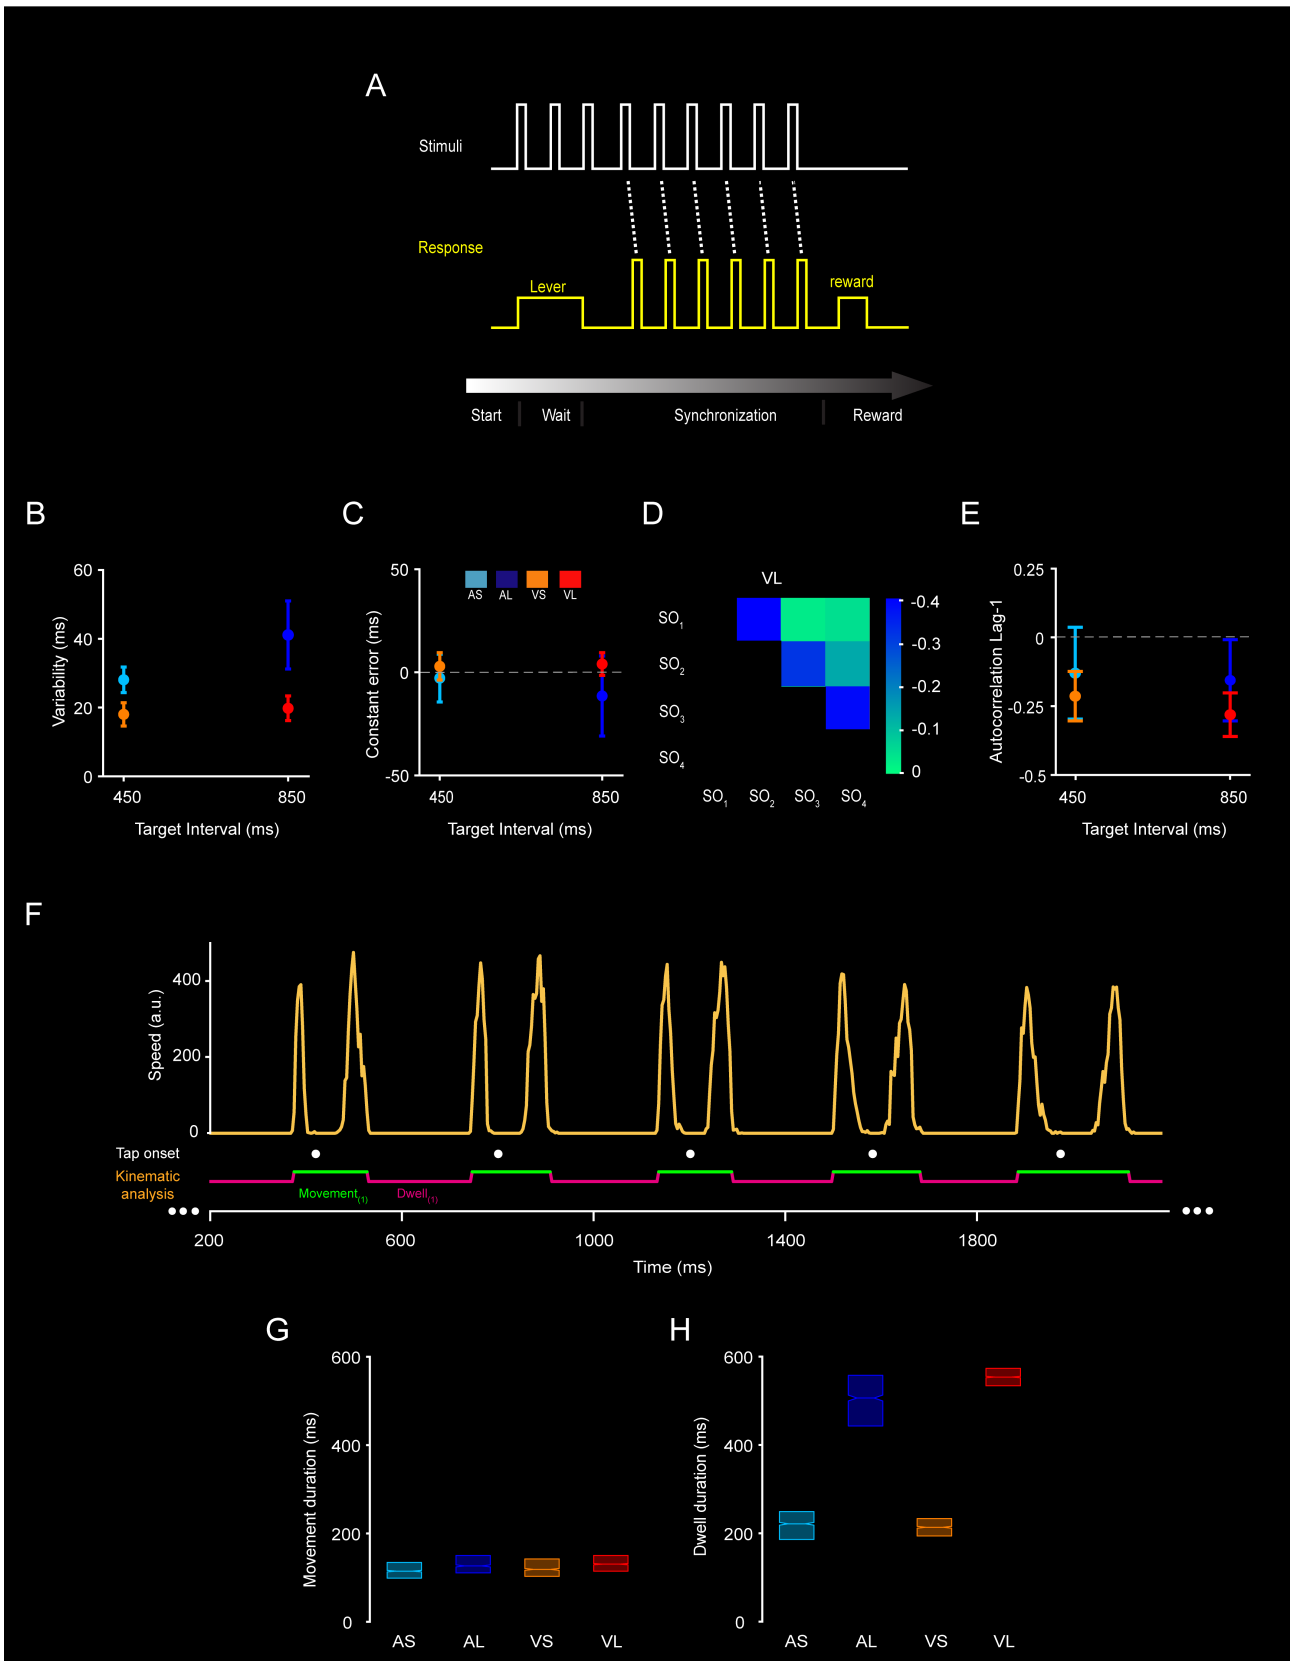 A
Stimuli
Response
Lever
reward
Start
Wait
Synchronization
Reward
B
60
40
20
0
Variability (ms)
450
850
Target Interval (ms)
C
50
0
-50
Constant error (ms)
AS
AL
VS
VL
450
850
Target Interval (ms)
D
VL
SO1
SO2
SO3
SO4
SO1
SO2
SO3
SO4
-0.4
-0.3
-0.2
-0.1
0
E
0.25
0
-0.25
-0.5
Autocorrelation Lag-1
450
850
Target Interval (ms)
F
400
200
0
Speed (a.u.)
Tap onset
Kinematic
analysis
Movement(1)
Dwell(1)
200
600
1000
1400
1800
Time (ms)
G
600
400
200
0
Movement duration (ms)
AS
AL
VS
VL
H
600
400
200
0
Dwell duration (ms)
AS
AL
VS
VL